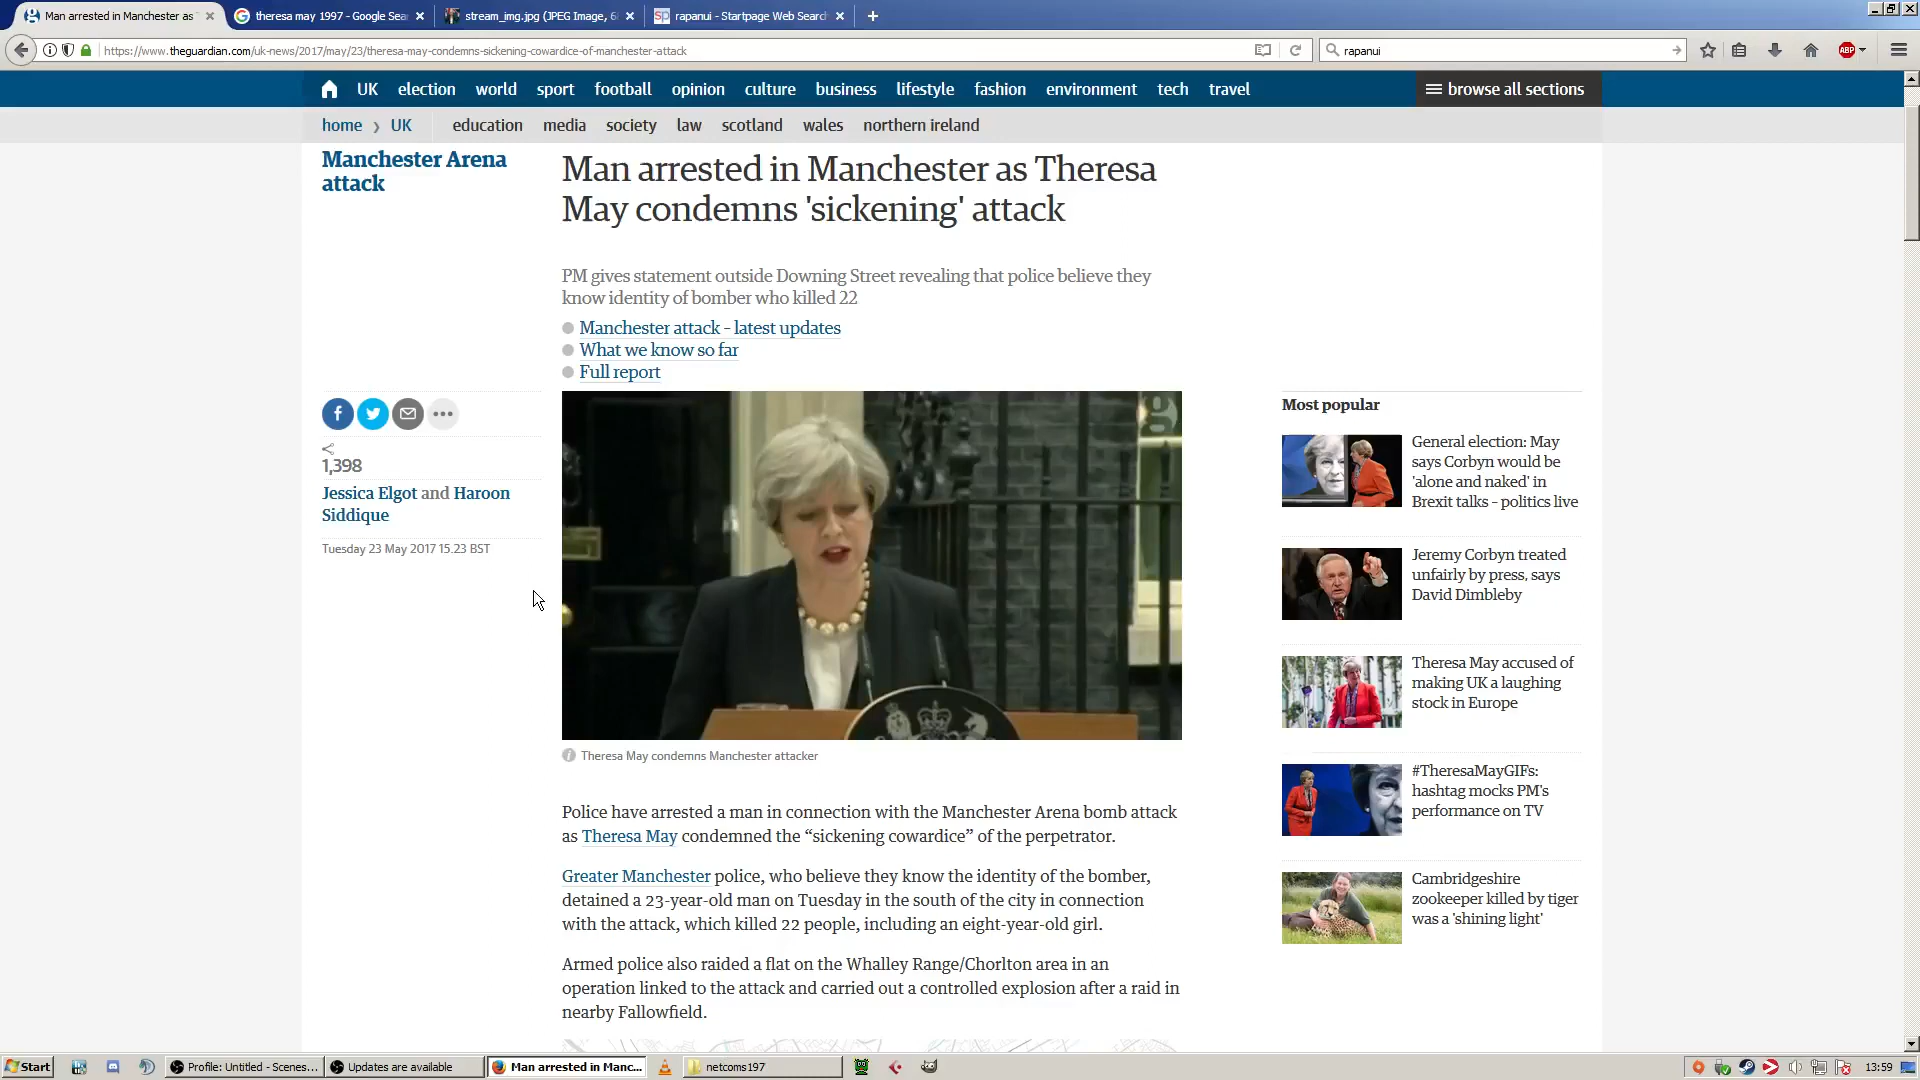 Man arrested in Manchester as
theresa may 1997 - Google Sea
stream_img.jpg (JPEG Image, 6
rapanui - Startpage Web Search
https://www.theguardian.com/uk-news/2017/may/23/theresa-may-condemns-sickening-cowardice-of-manchester-attack
rapanui
ABP
UK election world sport football opinion culture business lifestyle fashion environment tech travel
browse all sections
home › UK education media society law scotland wales northern ireland
Manchester Arena
attack
Man arrested in Manchester as Theresa
May condemns 'sickening' attack
PM gives statement outside Downing Street revealing that police believe they
know identity of bomber who killed 22
Manchester attack – latest updates
What we know so far
Full report
1,398
Jessica Elgot and Haroon
Siddique
Tuesday 23 May 2017 15.23 BST
Theresa May condemns Manchester attacker
Police have arrested a man in connection with the Manchester Arena bomb attack
as Theresa May condemned the “sickening cowardice” of the perpetrator.
Greater Manchester police, who believe they know the identity of the bomber,
detained a 23-year-old man on Tuesday in the south of the city in connection
with the attack, which killed 22 people, including an eight-year-old girl.
Armed police also raided a flat on the Whalley Range/Chorlton area in an
operation linked to the attack and carried out a controlled explosion after a raid in
nearby Fallowfield.
Most popular
General election: May
says Corbyn would be
'alone and naked' in
Brexit talks – politics live
Jeremy Corbyn treated
unfairly by press, says
David Dimbleby
Theresa May accused of
making UK a laughing
stock in Europe
#TheresaMayGIFs:
hashtag mocks PM's
performance on TV
Cambridgeshire
zookeeper killed by tiger
was a 'shining light'
Start
Profile: Untitled - Scenes...
Updates are available
Man arrested in Manc...
netcoms197
13:59